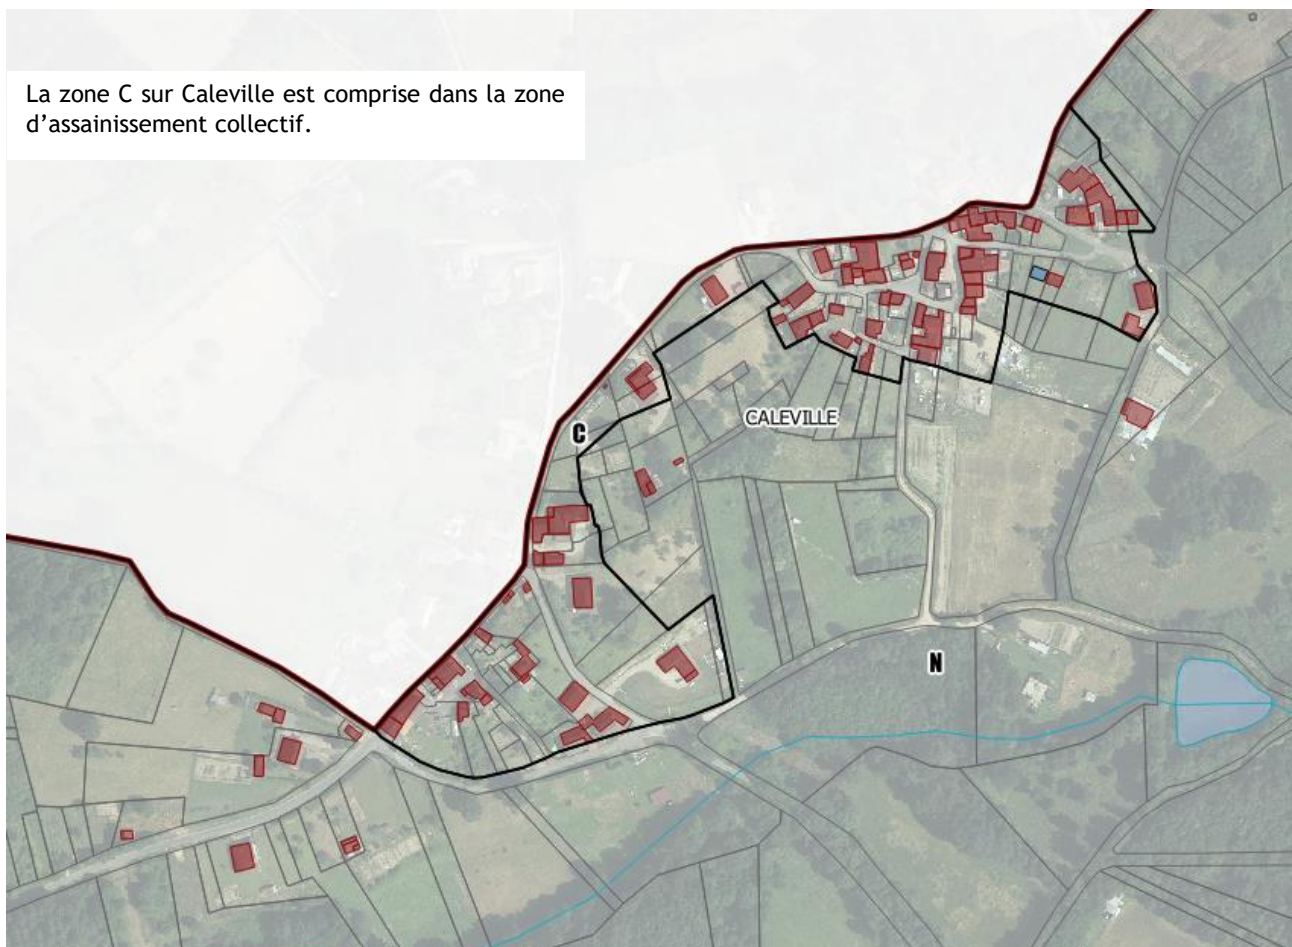 La zone C sur Caleville est comprise dans la zone
d’assainissement collectif.
C
CALEVILLE
N